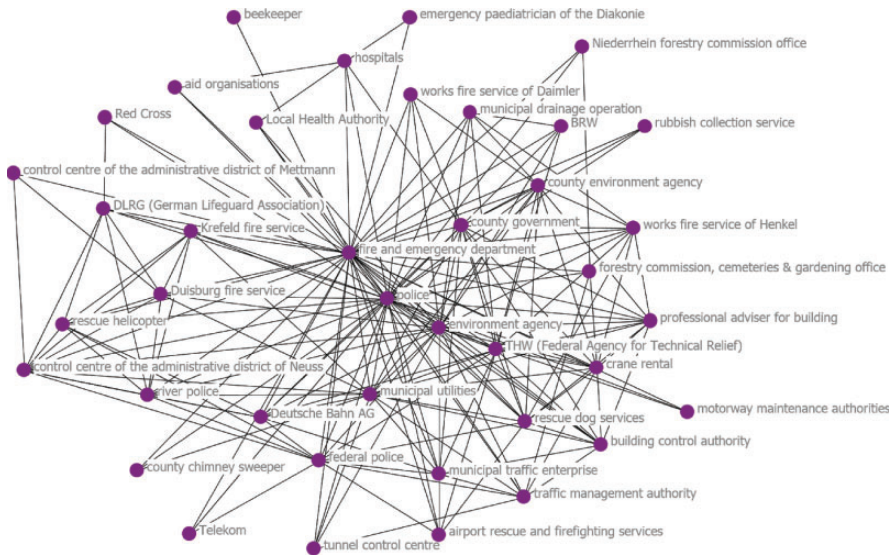 beekeeper
emergency paediatrician of the Diakonie
Niederrhein forestry commission office
hospitals
aid organisations
works fire service of Daimler
municipal drainage operation
Red Cross
Local Health Authority
BRW
rubbish collection service
control centre of the administrative district of Mettmann
county environment agency
DLRG (German Lifeguard Association)
county government
works fire service of Henkel
Krefeld fire service
fire and emergency department
forestry commission, cemeteries & gardening office
Duisburg fire service
police
rescue helicopter
environment agency
professional adviser for building
THW (Federal Agency for Technical Relief)
control centre of the administrative district of Neuss
crane rental
river police
municipal utilities
Deutsche Bahn AG
rescue dog services
motorway maintenance authorities
building control authority
federal police
county chimney sweeper
municipal traffic enterprise
traffic management authority
Telekom
airport rescue and firefighting services
tunnel control centre